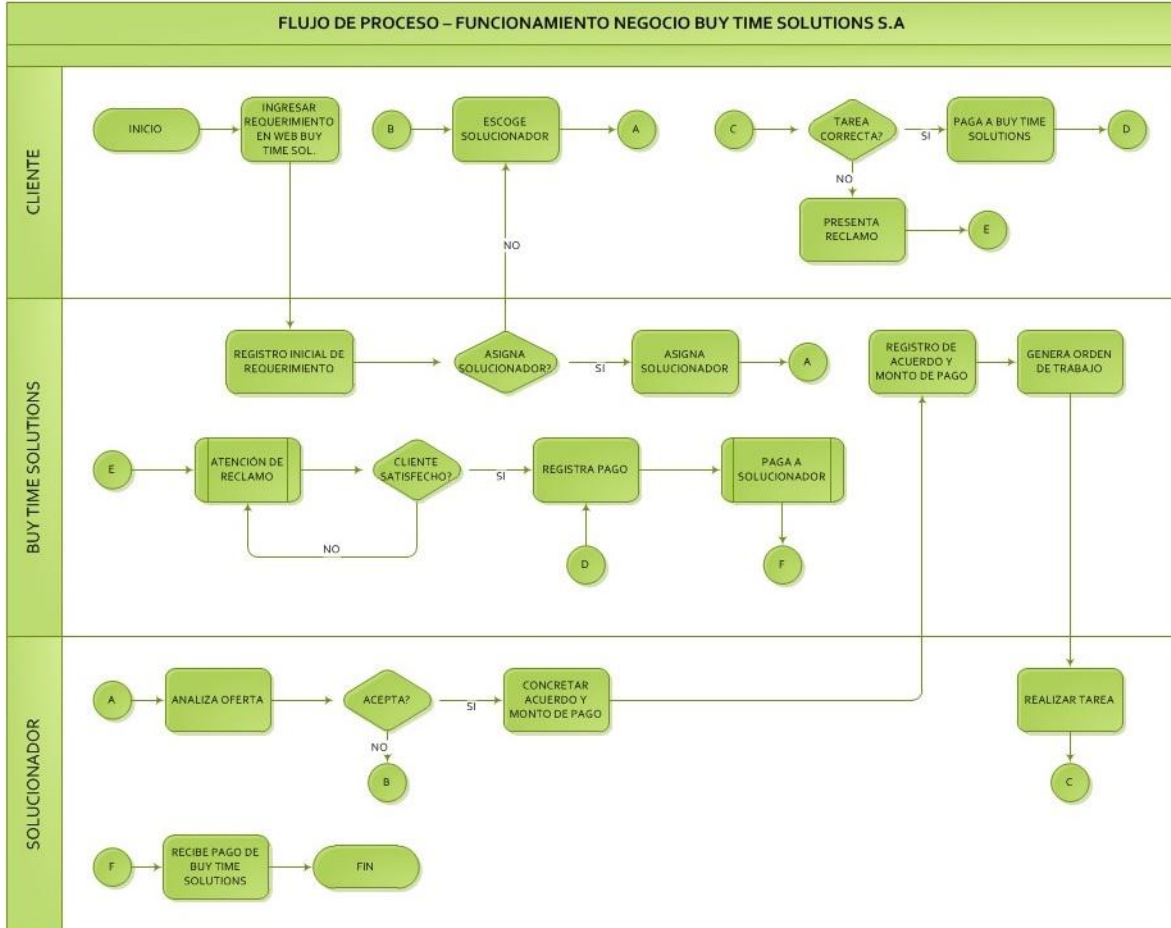 FLUJO DE PROCESO – FUNCIONAMIENTO NEGOCIO BUY TIME SOLUTIONS S.A
CLIENTE
INICIO
INGRESAR
REQUERIMIENTO
EN WEB BUY
TIME SOL.
B
ESCOGE
SOLUCIONADOR
A
C
TAREA
CORRECTA?
SI
PAGA A BUY TIME
SOLUTIONS
D
NO
PRESENTA
RECLAMO
E
NO
BUY TIME SOLUTIONS
REGISTRO INICIAL DE
REQUERIMIENTO
ASIGNA
SOLUCIONADOR?
SI
ASIGNA
SOLUCIONADOR
A
REGISTRO DE
ACUERDO Y
MONTO DE PAGO
GENERA ORDEN
DE TRABAJO
E
ATENCIÓN DE
RECLAMO
CLIENTE
SATISFECHO?
SI
REGISTRA PAGO
PAGA A
SOLUCIONADOR
NO
D
F
SOLUCIONADOR
A
ANALIZA OFERTA
ACEPTA?
SI
CONCRETAR
ACUERDO Y
MONTO DE PAGO
REALIZAR TAREA
NO
B
C
F
RECIBE PAGO DE
BUY TIME
SOLUTIONS
FIN